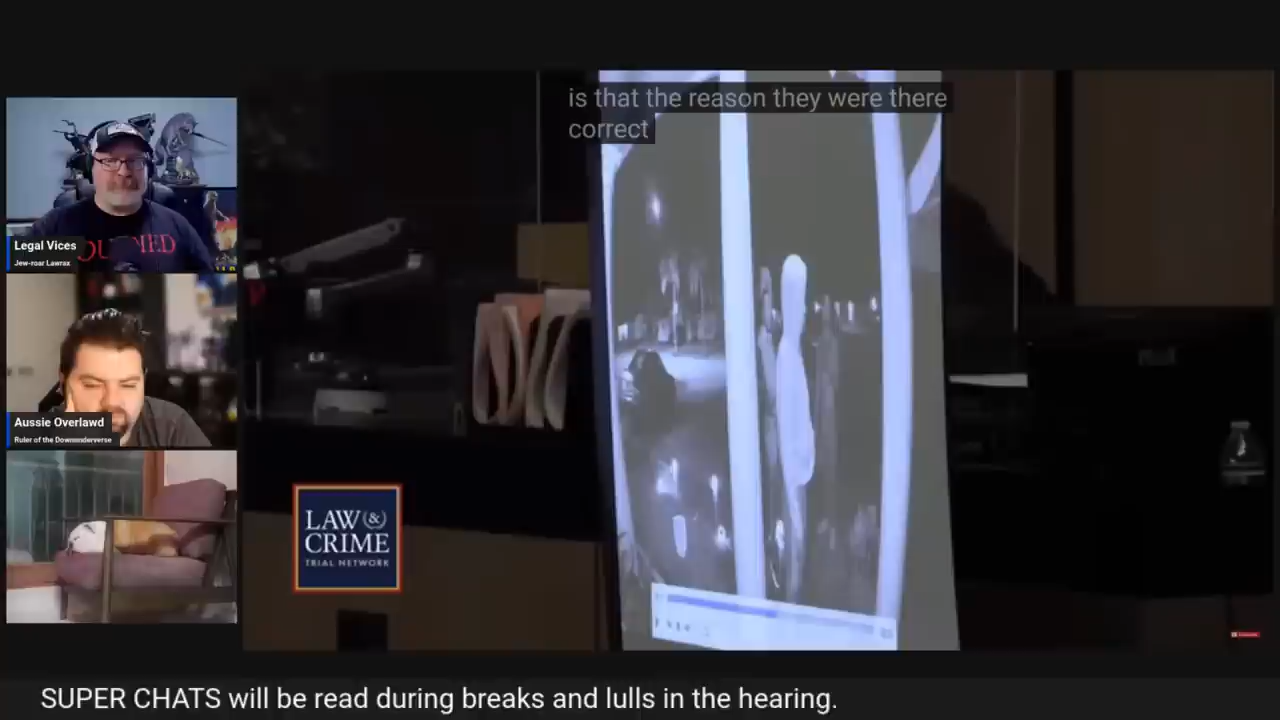 is that the reason they were there
correct
Legal Vices
Jew-roar Lawrax
Aussie Overlawd
Ruler of the Downunderverse
LAW &
CRIME
TRIAL NETWORK
SUPER CHATS will be read during breaks and lulls in the hearing.